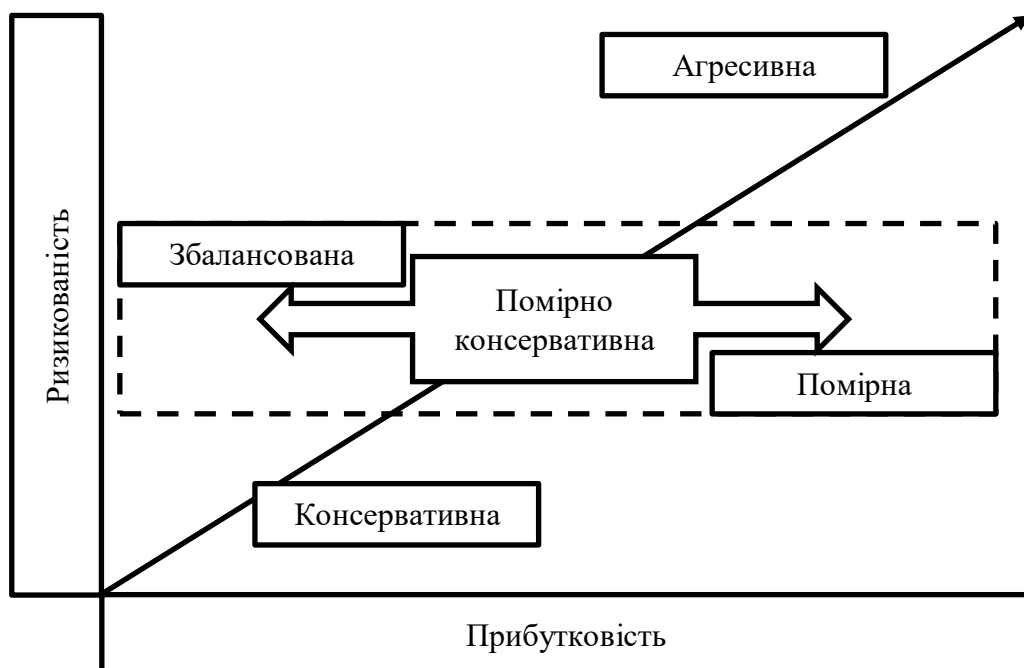 Агресивна
Ризикованість
Збалансована
Помірно
консервативна
Помірна
Консервативна
Прибутковість